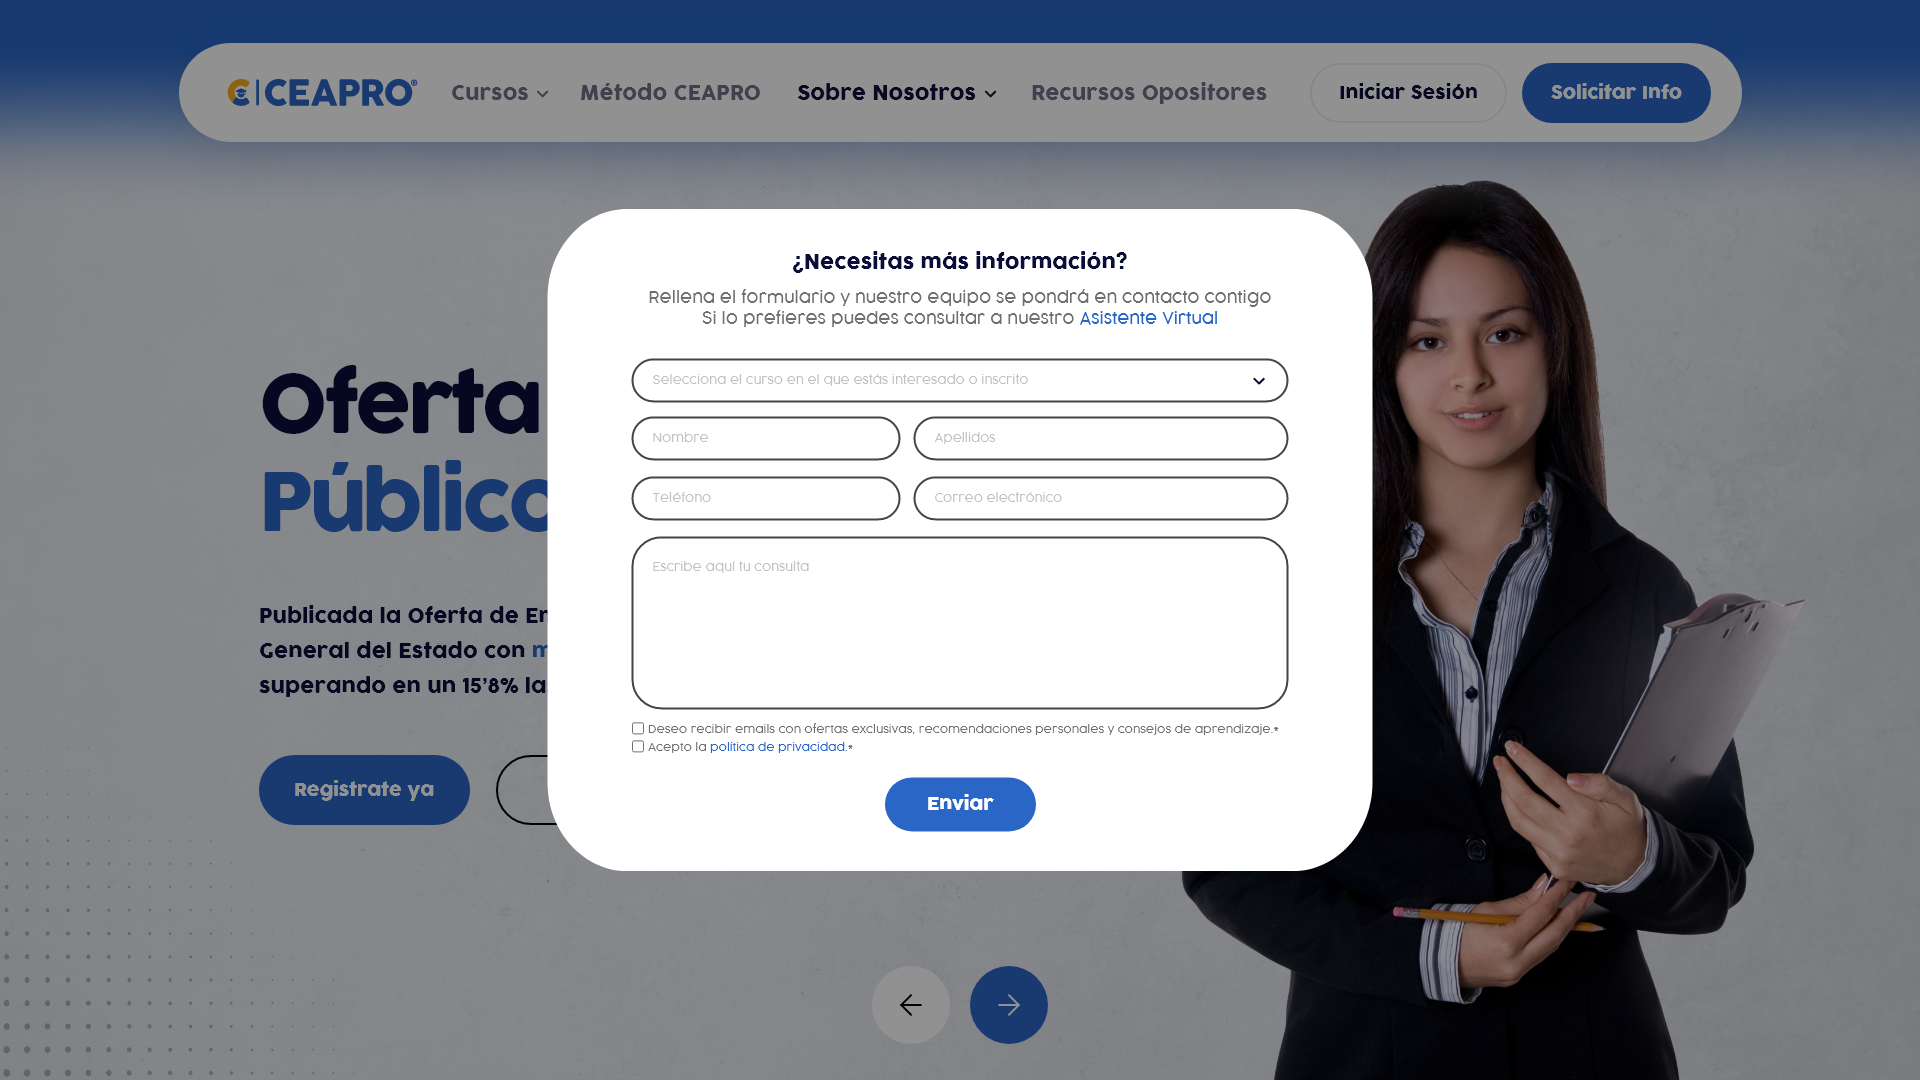 CEAPRO®
Cursos
Método CEAPRO
Sobre Nosotros
Recursos Opositores
Iniciar Sesión
Solicitar Info
¿Necesitas más información?
Rellena el formulario y nuestro equipo se pondrá en contacto contigo
Si lo prefieres puedes consultar a nuestro Asistente Virtual
Selecciona el curso en el que estás interesado o inscrito
Nombre
Apellidos
Teléfono
Correo electrónico
Escribe aquí tu consulta
Deseo recibir emails con ofertas exclusivas, recomendaciones personales y consejos de aprendizaje.*
Acepto la política de privacidad.*
Enviar
Oferta
Públic
Publicada la Oferta de
General del Estado con
superando en un 15’8% la
Registrate ya